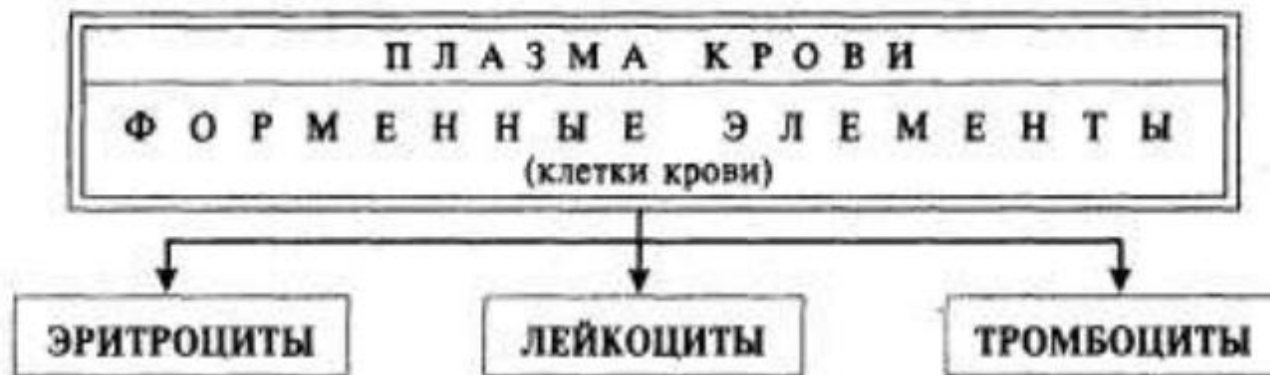 ПЛАЗМА КРОВИ
ФОРМЕННЫЕ ЭЛЕМЕНТЫ
(клетки крови)
ЭРИТРОЦИТЫ
ЛЕЙКОЦИТЫ
ТРОМБОЦИТЫ